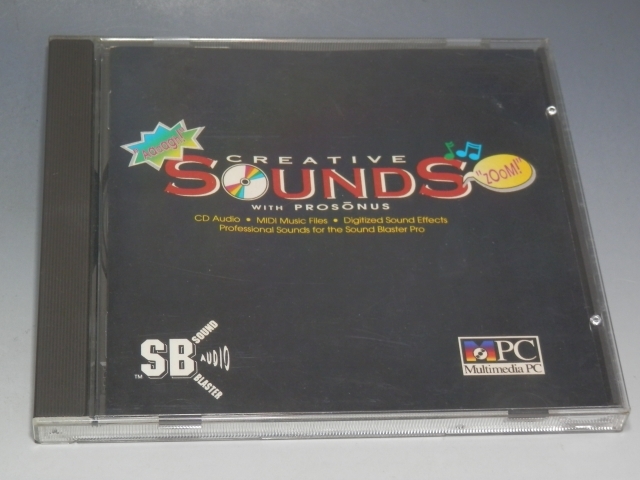 CREATIVE
SOUNDS
"ZOOM!"
WITH PROSŌNUS
CD Audio • MIDI Music Files • Digitized Sound Effects
Professional Sounds for the Sound Blaster Pro
SB
SOUND
AUDIO
BLASTER
TM
MPC
Multimedia PC